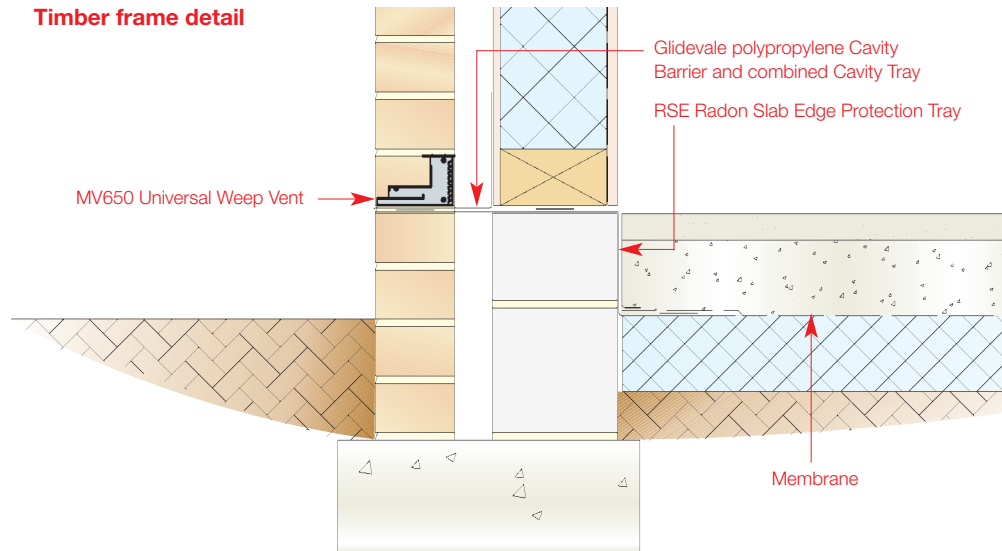 Timber frame detail
Glidevale polypropylene Cavity
Barrier and combined Cavity Tray
RSE Radon Slab Edge Protection Tray
MV650 Universal Weep Vent
Membrane